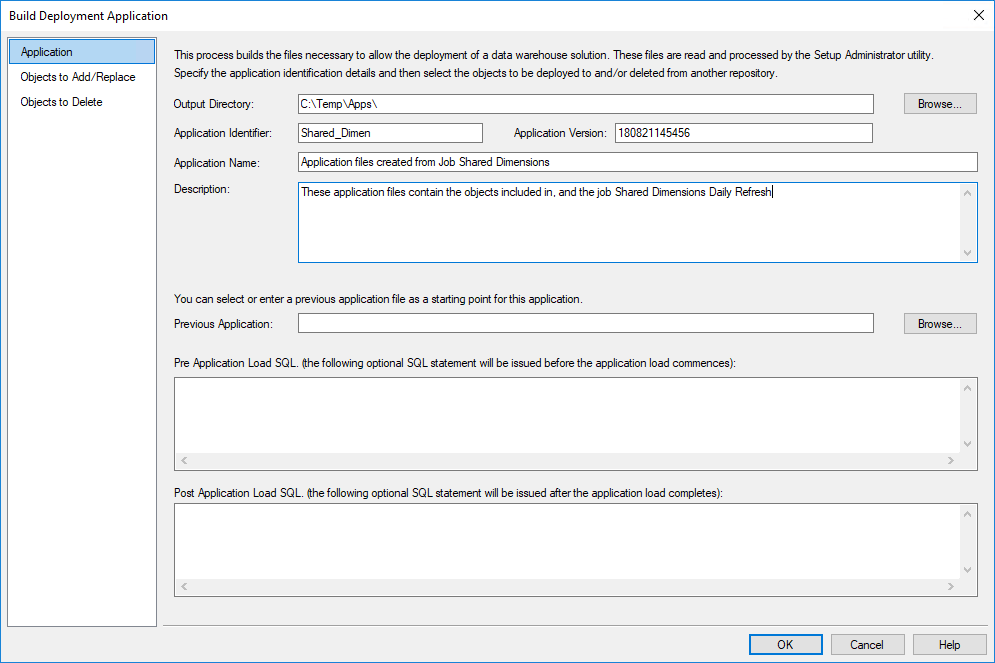 Build Deployment Application
Application
Objects to Add/Replace
Objects to Delete
This process builds the files necessary to allow the deployment of a data warehouse solution. These files are read and processed by the Setup Administrator utility.
Specify the application identification details and then select the objects to be deployed to and/or deleted from another repository.
Output Directory: C:\Temp\Apps\ Browse...
Application Identifier: Shared_Dimen Application Version: 180821145456
Application Name: Application files created from Job Shared Dimensions
Description: These application files contain the objects included in, and the job Shared Dimensions Daily Refresh
You can select or enter a previous application file as a starting point for this application.
Previous Application: Browse...
Pre Application Load SQL. (the following optional SQL statement will be issued before the application load commences):
Post Application Load SQL. (the following optional SQL statement will be issued after the application load completes):
OK Cancel Help